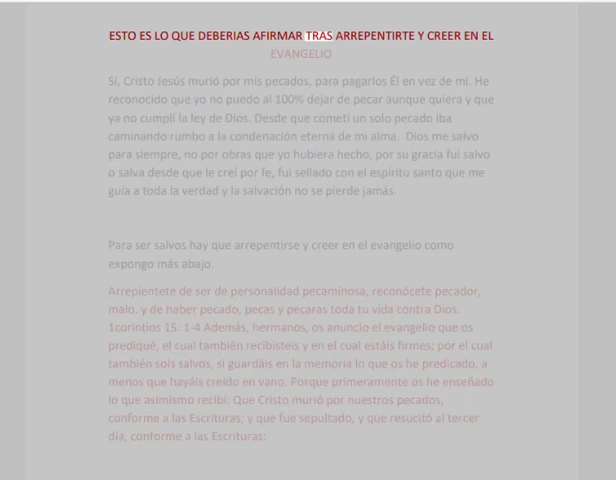 ESTO ES LO QUE DEBERIAS AFIRMAR TRAS ARREPENTIRTE Y CREER EN EL
EVANGELIO
Sí, Cristo Jesús murió por mis pecados, para pagarlos Él en vez de mí. He
reconocido que yo no puedo al 100% dejar de pecar aunque quiera y que
ya no cumplí la ley de Dios. Desde que cometí un solo pecado iba
caminando rumbo a la condenación eterna de mi alma. Dios me salvo
para siempre, no por obras que yo hubiera hecho, por su gracia fui salvo
o salva desde que le creí por fe, fui sellado con el espíritu santo que me
guía a toda la verdad y la salvación no se pierde jamás.
Para ser salvos hay que arrepentirse y creer en el evangelio como
expongo más abajo.
Arrepientete de ser de personalidad pecaminosa, reconócete pecador,
malo, y de haber pecado, pecas y pecaras toda tu vida contra Dios.
1corintios 15: 1-4 Además, hermanos, os anuncio el evangelio que os
prediqué, el cual también recibisteis y en el cual estáis firmes; por el cual
también sois salvos, si guardáis en la memoria lo que os he predicado, a
menos que hayáis creído en vano. Porque primeramente os he enseñado
lo que asimismo recibí: Que Cristo murió por nuestros pecados,
conforme a las Escrituras; y que fue sepultado, y que resucitó al tercer
día, conforme a las Escrituras: